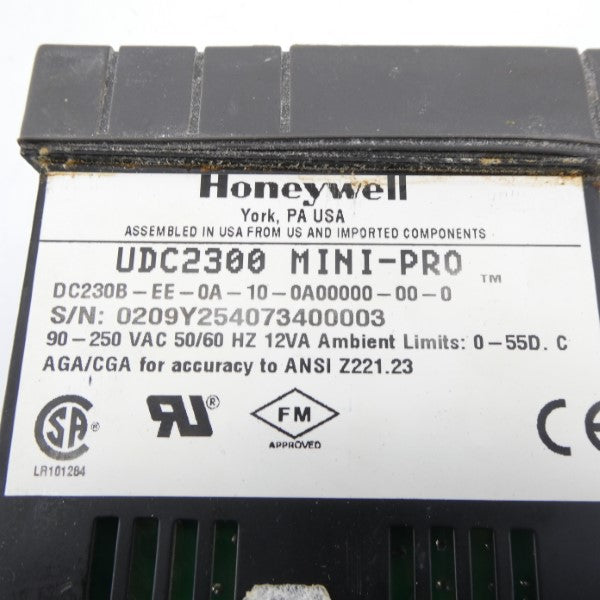 Honeywell
York, PA USA
ASSEMBLED IN USA FROM US AND IMPORTED COMPONENTS
UDC2300 MINI-PRO ™
DC230B-EE-0A-10-0A00000-00-0
S/N: 0209Y254073400003
90-250 VAC 50/60 HZ 12VA Ambient Limits: 0-55D. C
AGA/CGA for accuracy to ANSI Z221.23
SA ®
RU ®
FM
APPROVED
CE
LR101284